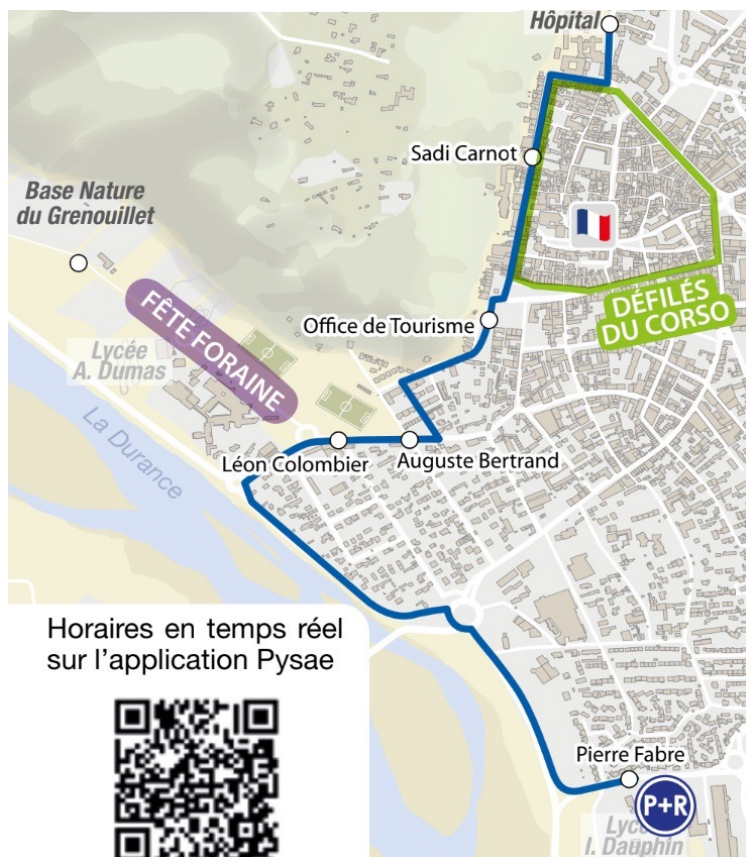 Hôpital
Sadi Carnot
Base Nature
du Grenouillet
FÊTE FORAINE
Office de Tourisme
DÉFILÉS
DU CORSO
Lycée
A. Dumas
La Durance
Léon Colombier
Auguste Bertrand
Horaires en temps réel
sur l'application Pysae
Pierre Fabre
P+R
Lycée
I. Dauphin